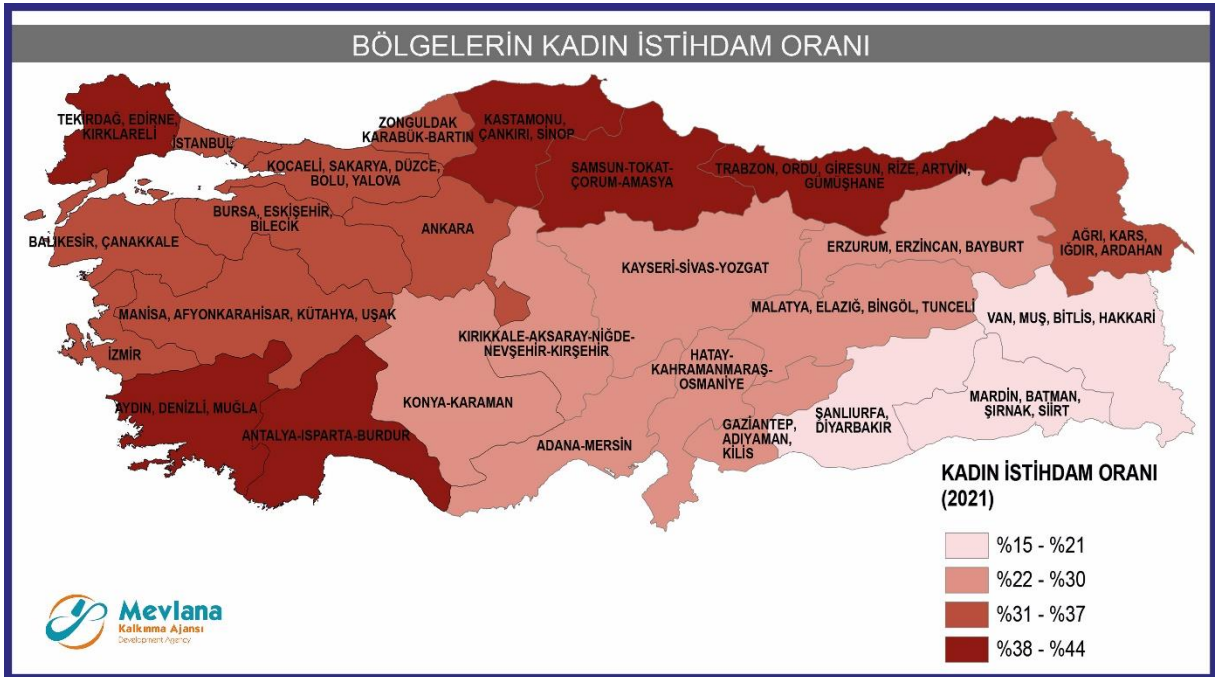 BÖLGELERİN KADIN İSTİHDAM ORANI
TEKİRDAĞ, EDİRNE,
KIRKLARELİ
İSTANBUL
ZONGULDAK
KARABÜK-BARTIN
KASTAMONU,
ÇANKIRI, SİNOP
KOCAELİ, SAKARYA, DÜZCE,
BOLU, YALOVA
SAMSUN-TOKAT-
ÇORUM-AMASYA
TRABZON, ORDU, GİRESUN, RİZE, ARTVİN,
GÜMÜŞHANE
BURSA, ESKİŞEHİR,
BİLECİK
BALIKESİR, ÇANAKKALE
ANKARA
KAYSERİ-SİVAS-YOZGAT
ERZURUM, ERZİNCAN, BAYBURT
AĞRI, KARS,
IĞDIR, ARDAHAN
MANİSA, AFYONKARAHİSAR, KÜTAHYA, UŞAK
KIRIKKALE-AKSARAY-NİĞDE-
NEVŞEHİR-KIRŞEHİR
MALATYA, ELAZIĞ, BİNGÖL, TUNCELİ
VAN, MUŞ, BİTLİS, HAKKARİ
İZMİR
HATAY-
KAHRAMANMARAŞ-
OSMANİYE
AYDIN, DENİZLİ, MUĞLA
KONYA-KARAMAN
MARDİN, BATMAN,
ŞIRNAK, SİİRT
ANTALYA-ISPARTA-BURDUR
ADANA-MERSİN
GAZİANTEP,
ADIYAMAN,
KİLİS
ŞANLIURFA,
DİYARBAKIR
KADIN İSTİHDAM ORANI
(2021)
%15 - %21
%22 - %30
%31 - %37
%38 - %44
Mevlana
Kalkınma Ajansı
Development Agency